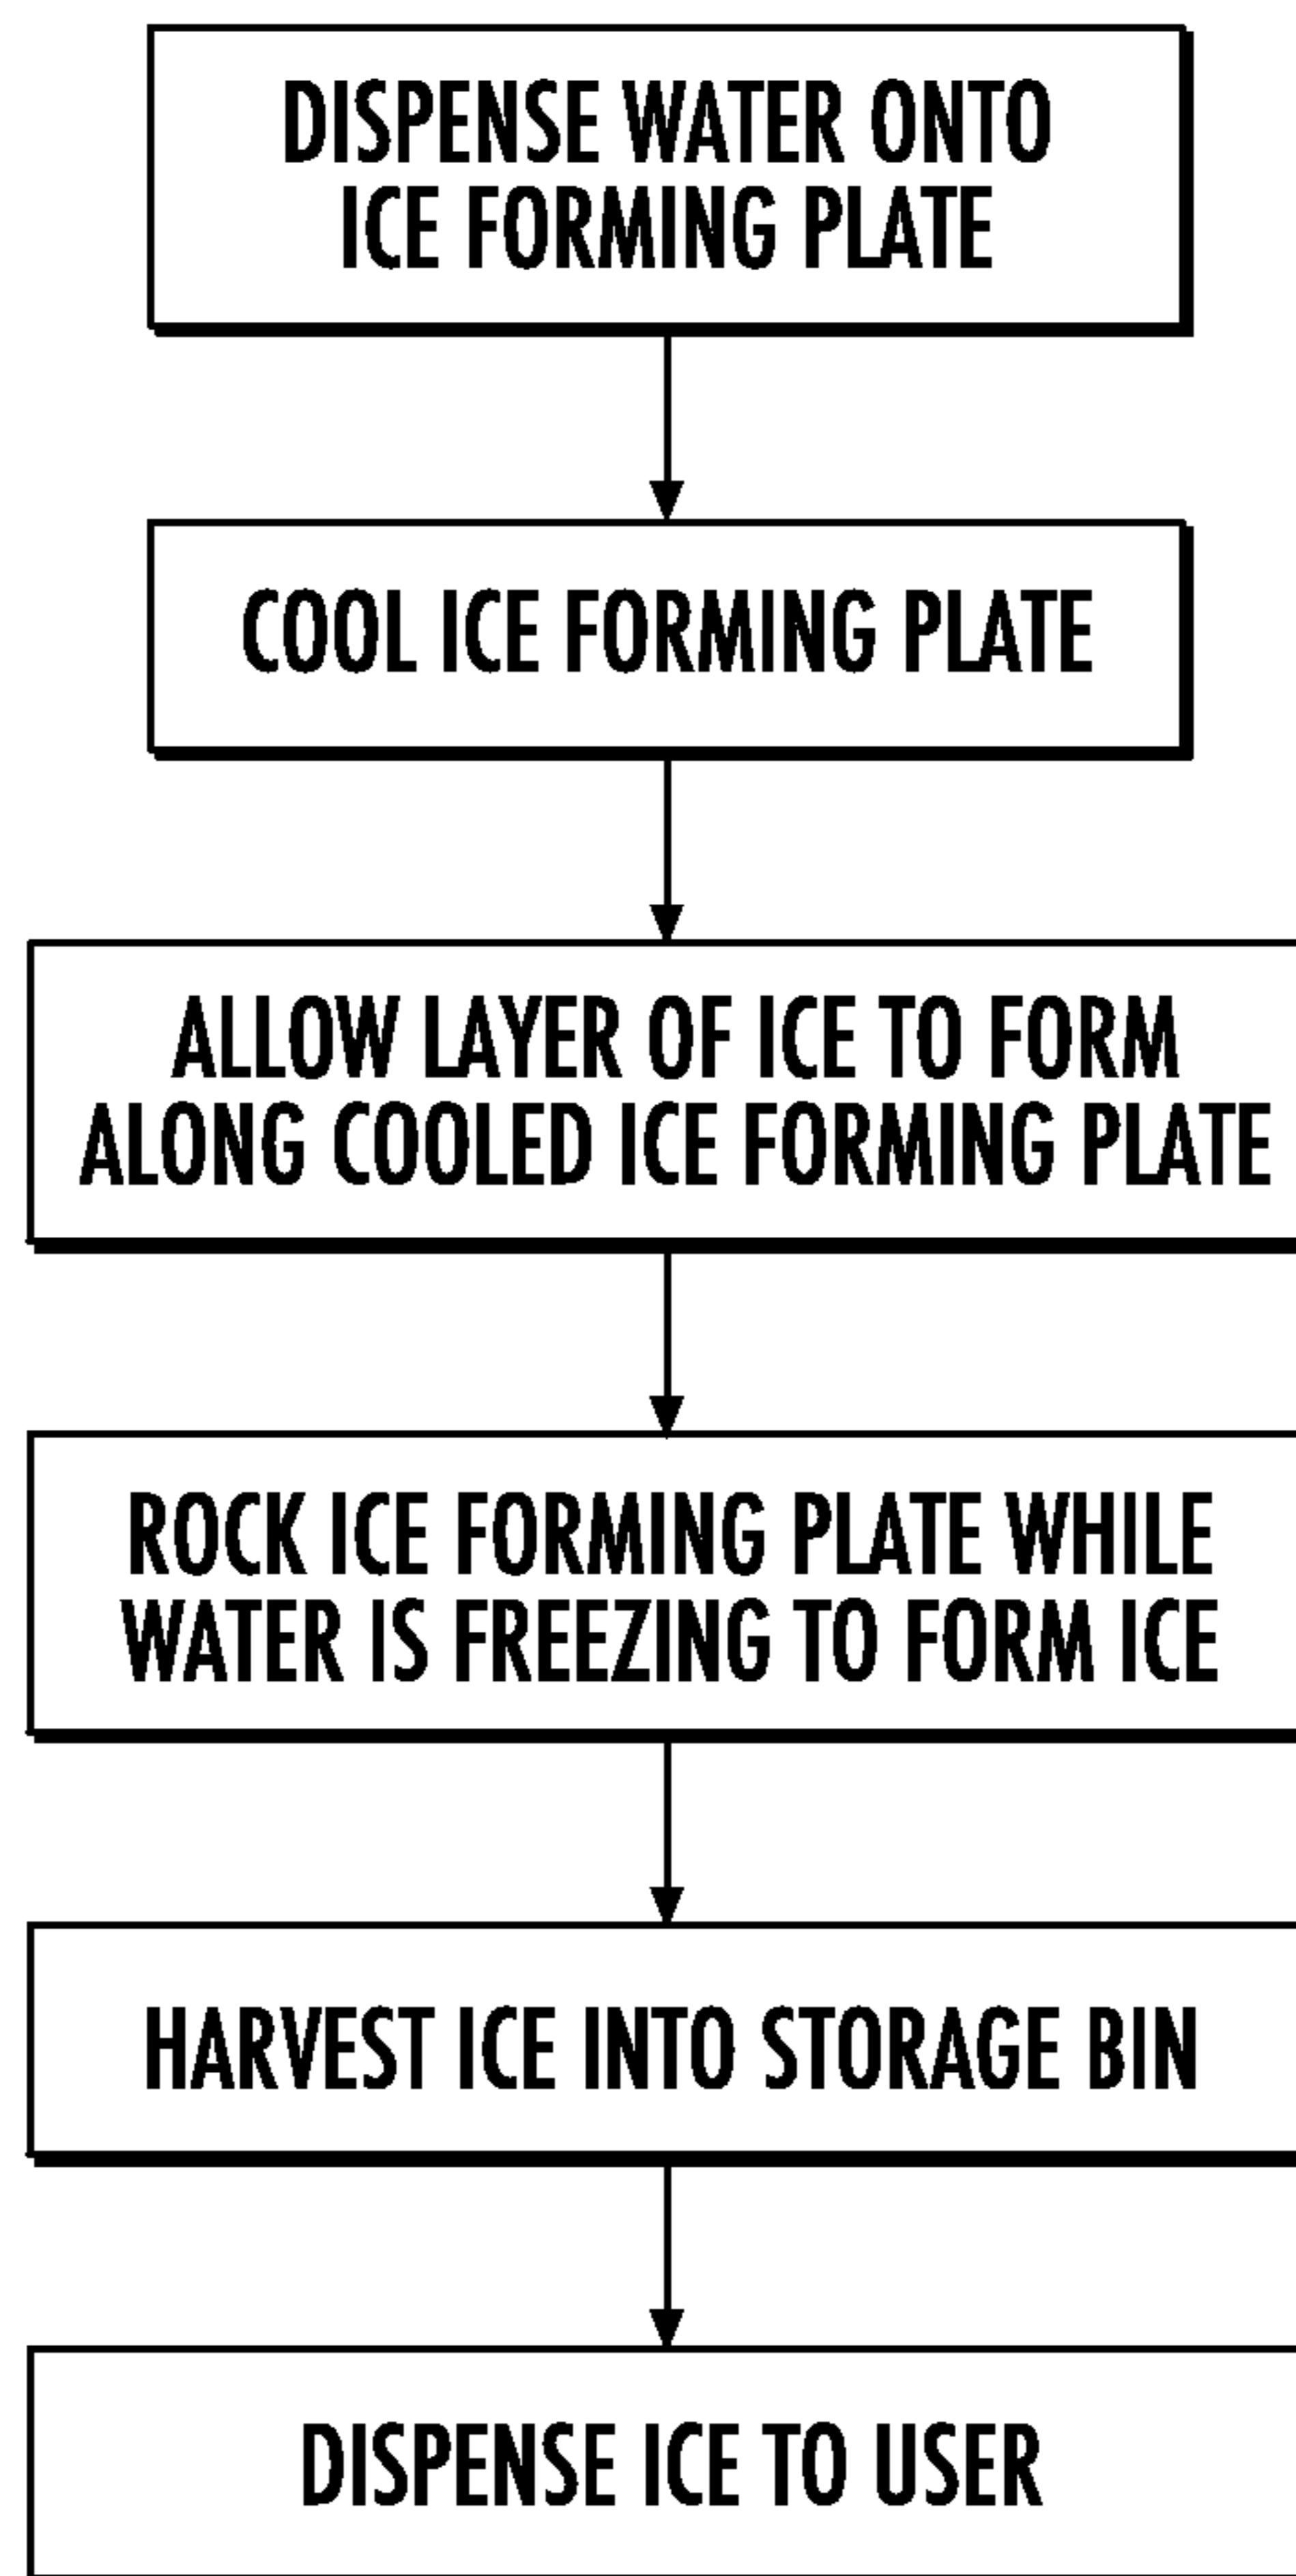 DISPENSE WATER ONTO
ICE FORMING PLATE
COOL ICE FORMING PLATE
ALLOW LAYER OF ICE TO FORM
ALONG COOLED ICE FORMING PLATE
ROCK ICE FORMING PLATE WHILE
WATER IS FREEZING TO FORM ICE
HARVEST ICE INTO STORAGE BIN
DISPENSE ICE TO USER